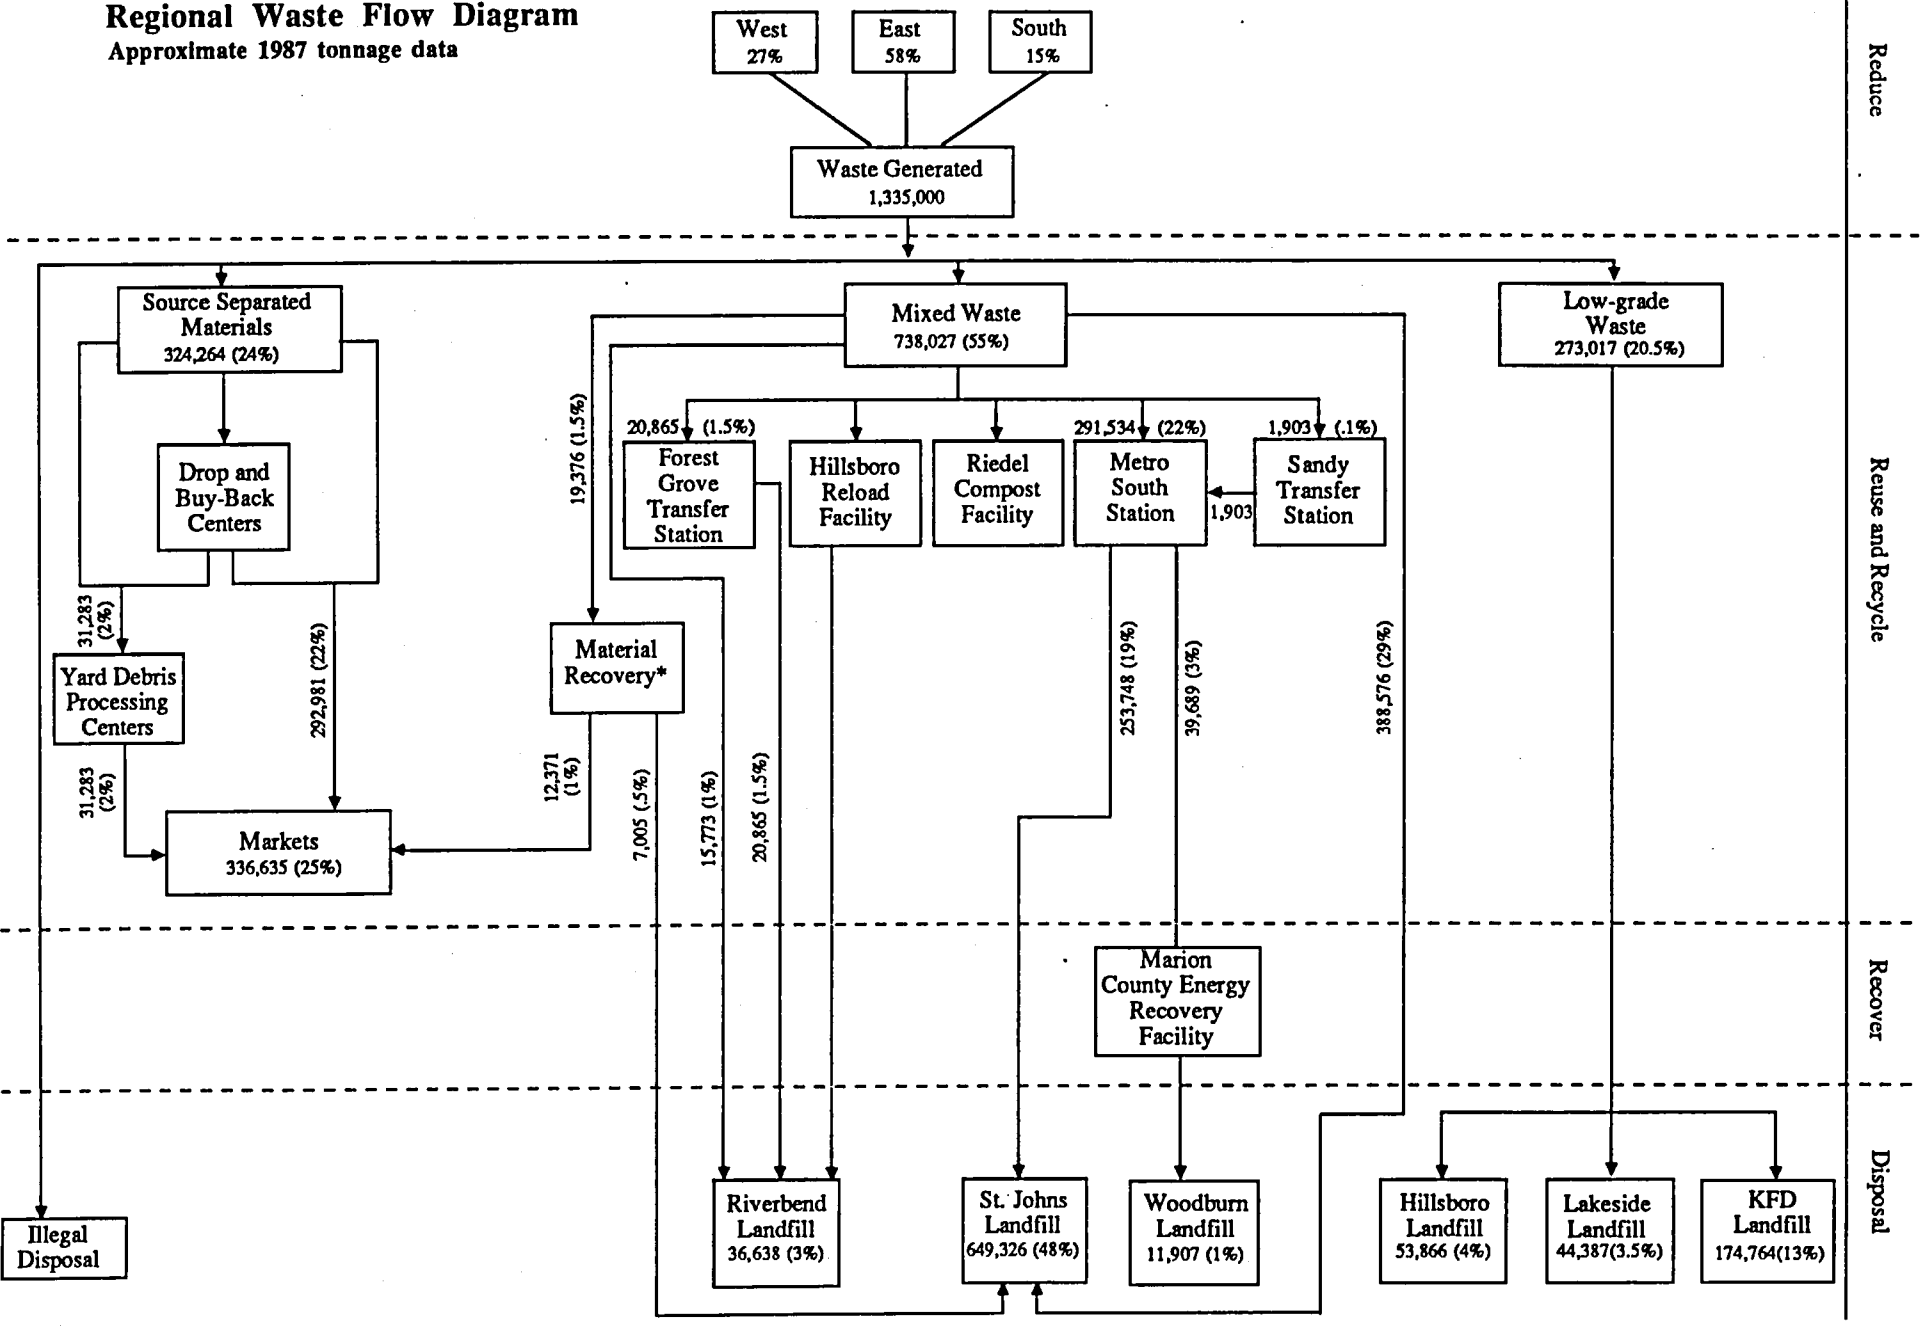 Regional Waste Flow Diagram
Approximate 1987 tonnage data
West
27%
East
58%
South
15%
Waste Generated
1,335,000
Reduce
Source Separated
Materials
324,264 (24%)
Mixed Waste
738,027 (55%)
Low-grade
Waste
273,017 (20.5%)
Drop and
Buy-Back
Centers
19,376 (1.5%)
20,865 (1.5%)
Forest
Grove
Transfer
Station
Hillsboro
Reload
Facility
Riedel
Compost
Facility
291,534 (22%)
Metro
South
Station
1,903 (.1%)
Sandy
Transfer
Station
1,903
Reuse and Recycle
31,283
(2%)
292,981 (22%)
Yard Debris
Processing
Centers
Material
Recovery*
253,748 (19%)
39,689 (3%)
388,576 (29%)
31,283
(2%)
12,371
(1%)
7,005 (.5%)
15,773 (1%)
20,865 (1.5%)
Markets
336,635 (25%)
Marion
County Energy
Recovery
Facility
Recover
Illegal
Disposal
Riverbend
Landfill
36,638 (3%)
St. Johns
Landfill
649,326 (48%)
Woodburn
Landfill
11,907 (1%)
Hillsboro
Landfill
53,866 (4%)
Lakeside
Landfill
44,387(3.5%)
KFD
Landfill
174,764(13%)
Disposal